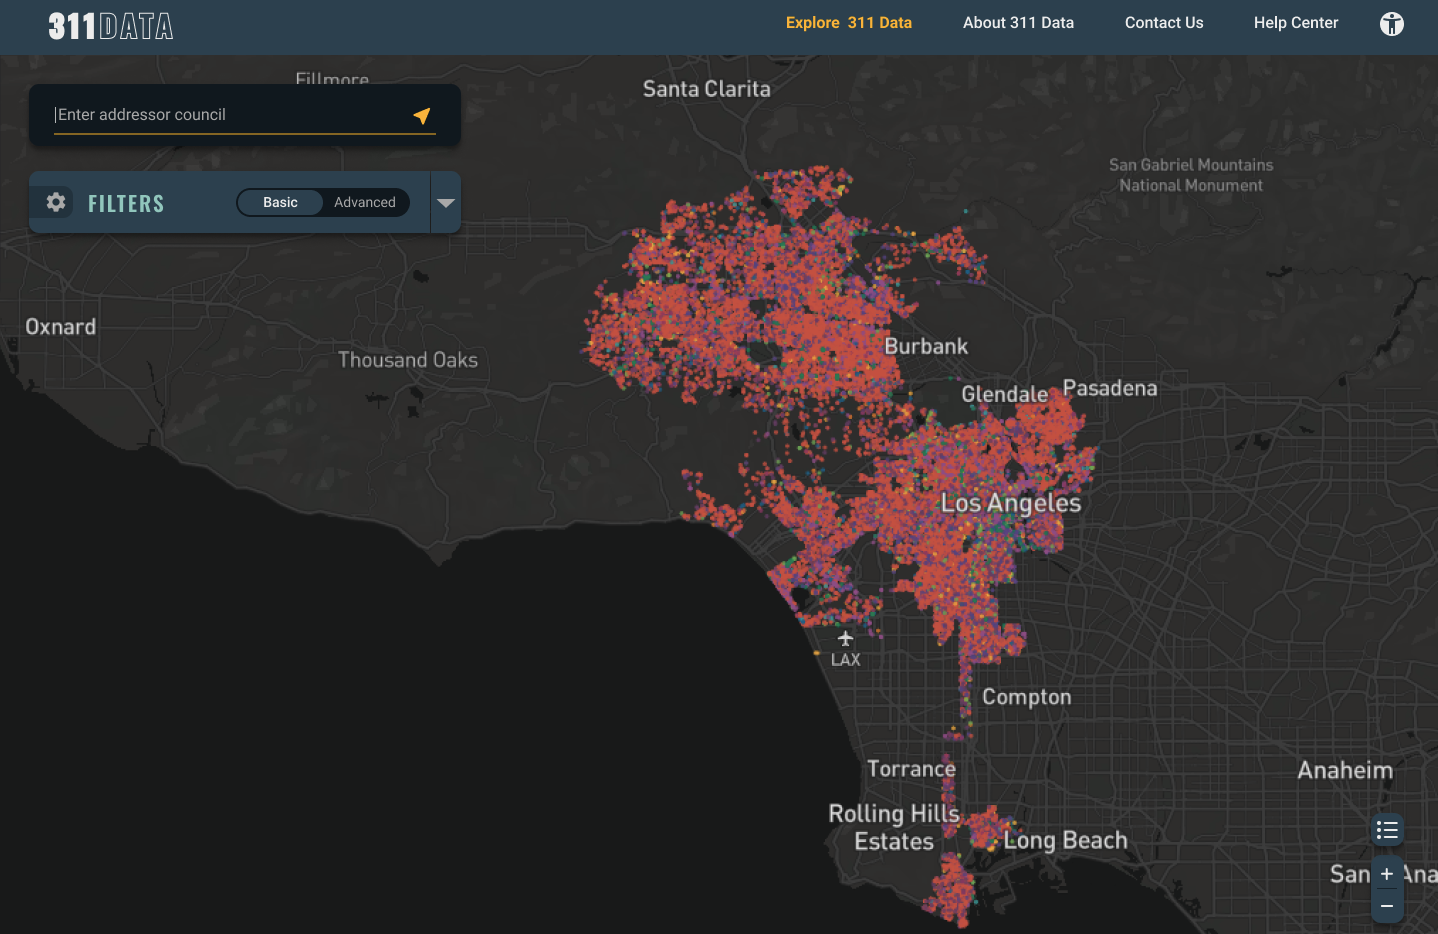 311DATA
Explore 311 Data
About 311 Data
Contact Us
Help Center
Fillmore
Santa Clarita
Enter addressor council
San Gabriel Mountains
National Monument
FILTERS
Basic
Advanced
Oxnard
Thousand Oaks
Burbank
Glendale
Pasadena
Los Angeles
LAX
Compton
Torrance
Anaheim
Rolling Hills
Estates
Long Beach
San
Ana
+
−